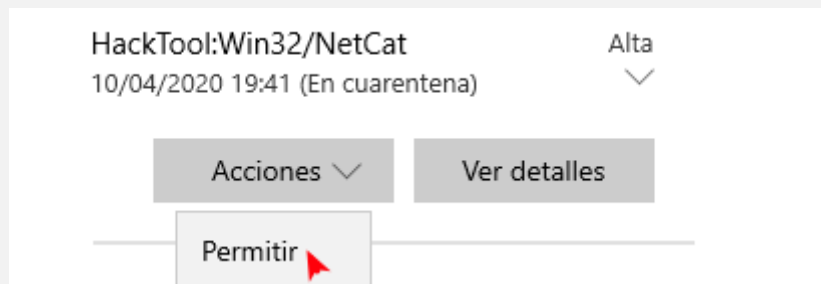 HackTool:Win32/NetCat Alta
10/04/2020 19:41 (En cuarentena)
Acciones Ver detalles
Permitir